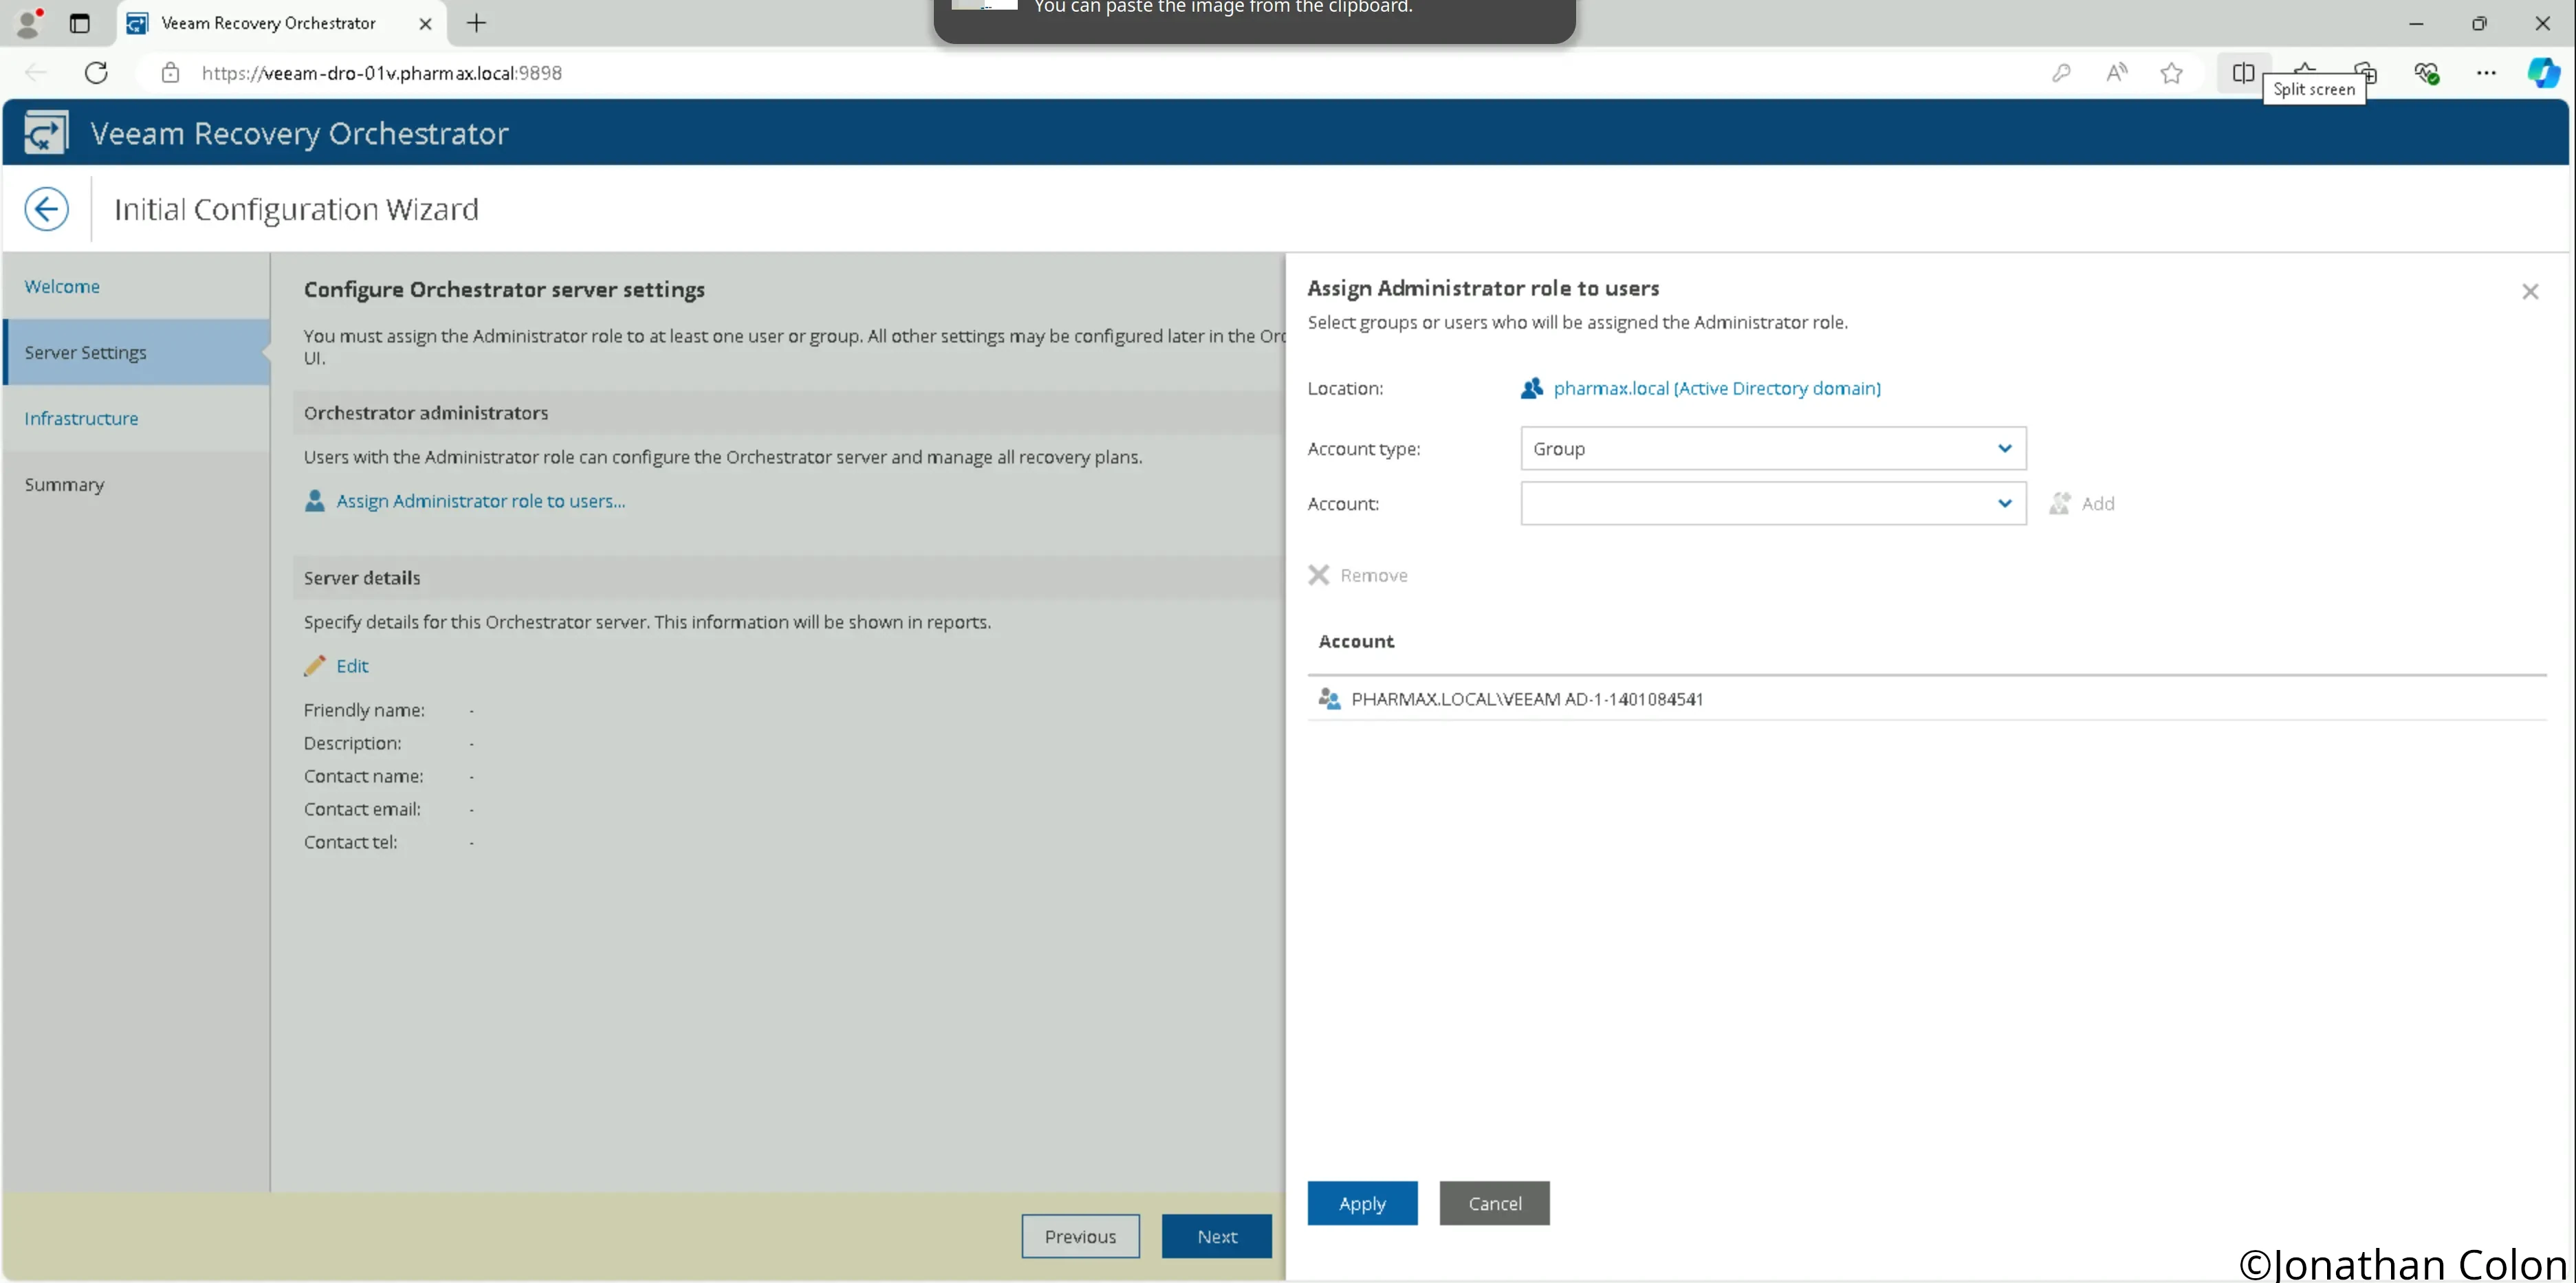 You can paste the image from the clipboard.
Veeam Recovery Orchestrator
https://veeam-dro-01v.pharmax.local:9898
Split screen
Veeam Recovery Orchestrator
Initial Configuration Wizard
Welcome
Server Settings
Infrastructure
Summary
Configure Orchestrator server settings
You must assign the Administrator role to at least one user or group. All other settings may be configured later in the Orc
UI.
Orchestrator administrators
Users with the Administrator role can configure the Orchestrator server and manage all recovery plans.
Assign Administrator role to users...
Server details
Specify details for this Orchestrator server. This information will be shown in reports.
Edit
Friendly name: -
Description: -
Contact name: -
Contact email: -
Contact tel: -
Previous
Next
Assign Administrator role to users
Select groups or users who will be assigned the Administrator role.
Location: pharmax.local (Active Directory domain)
Account type: Group
Account: Add
Remove
Account
PHARMAX.LOCAL\VEEAM AD-1-1401084541
Apply
Cancel
©Jonathan Colon